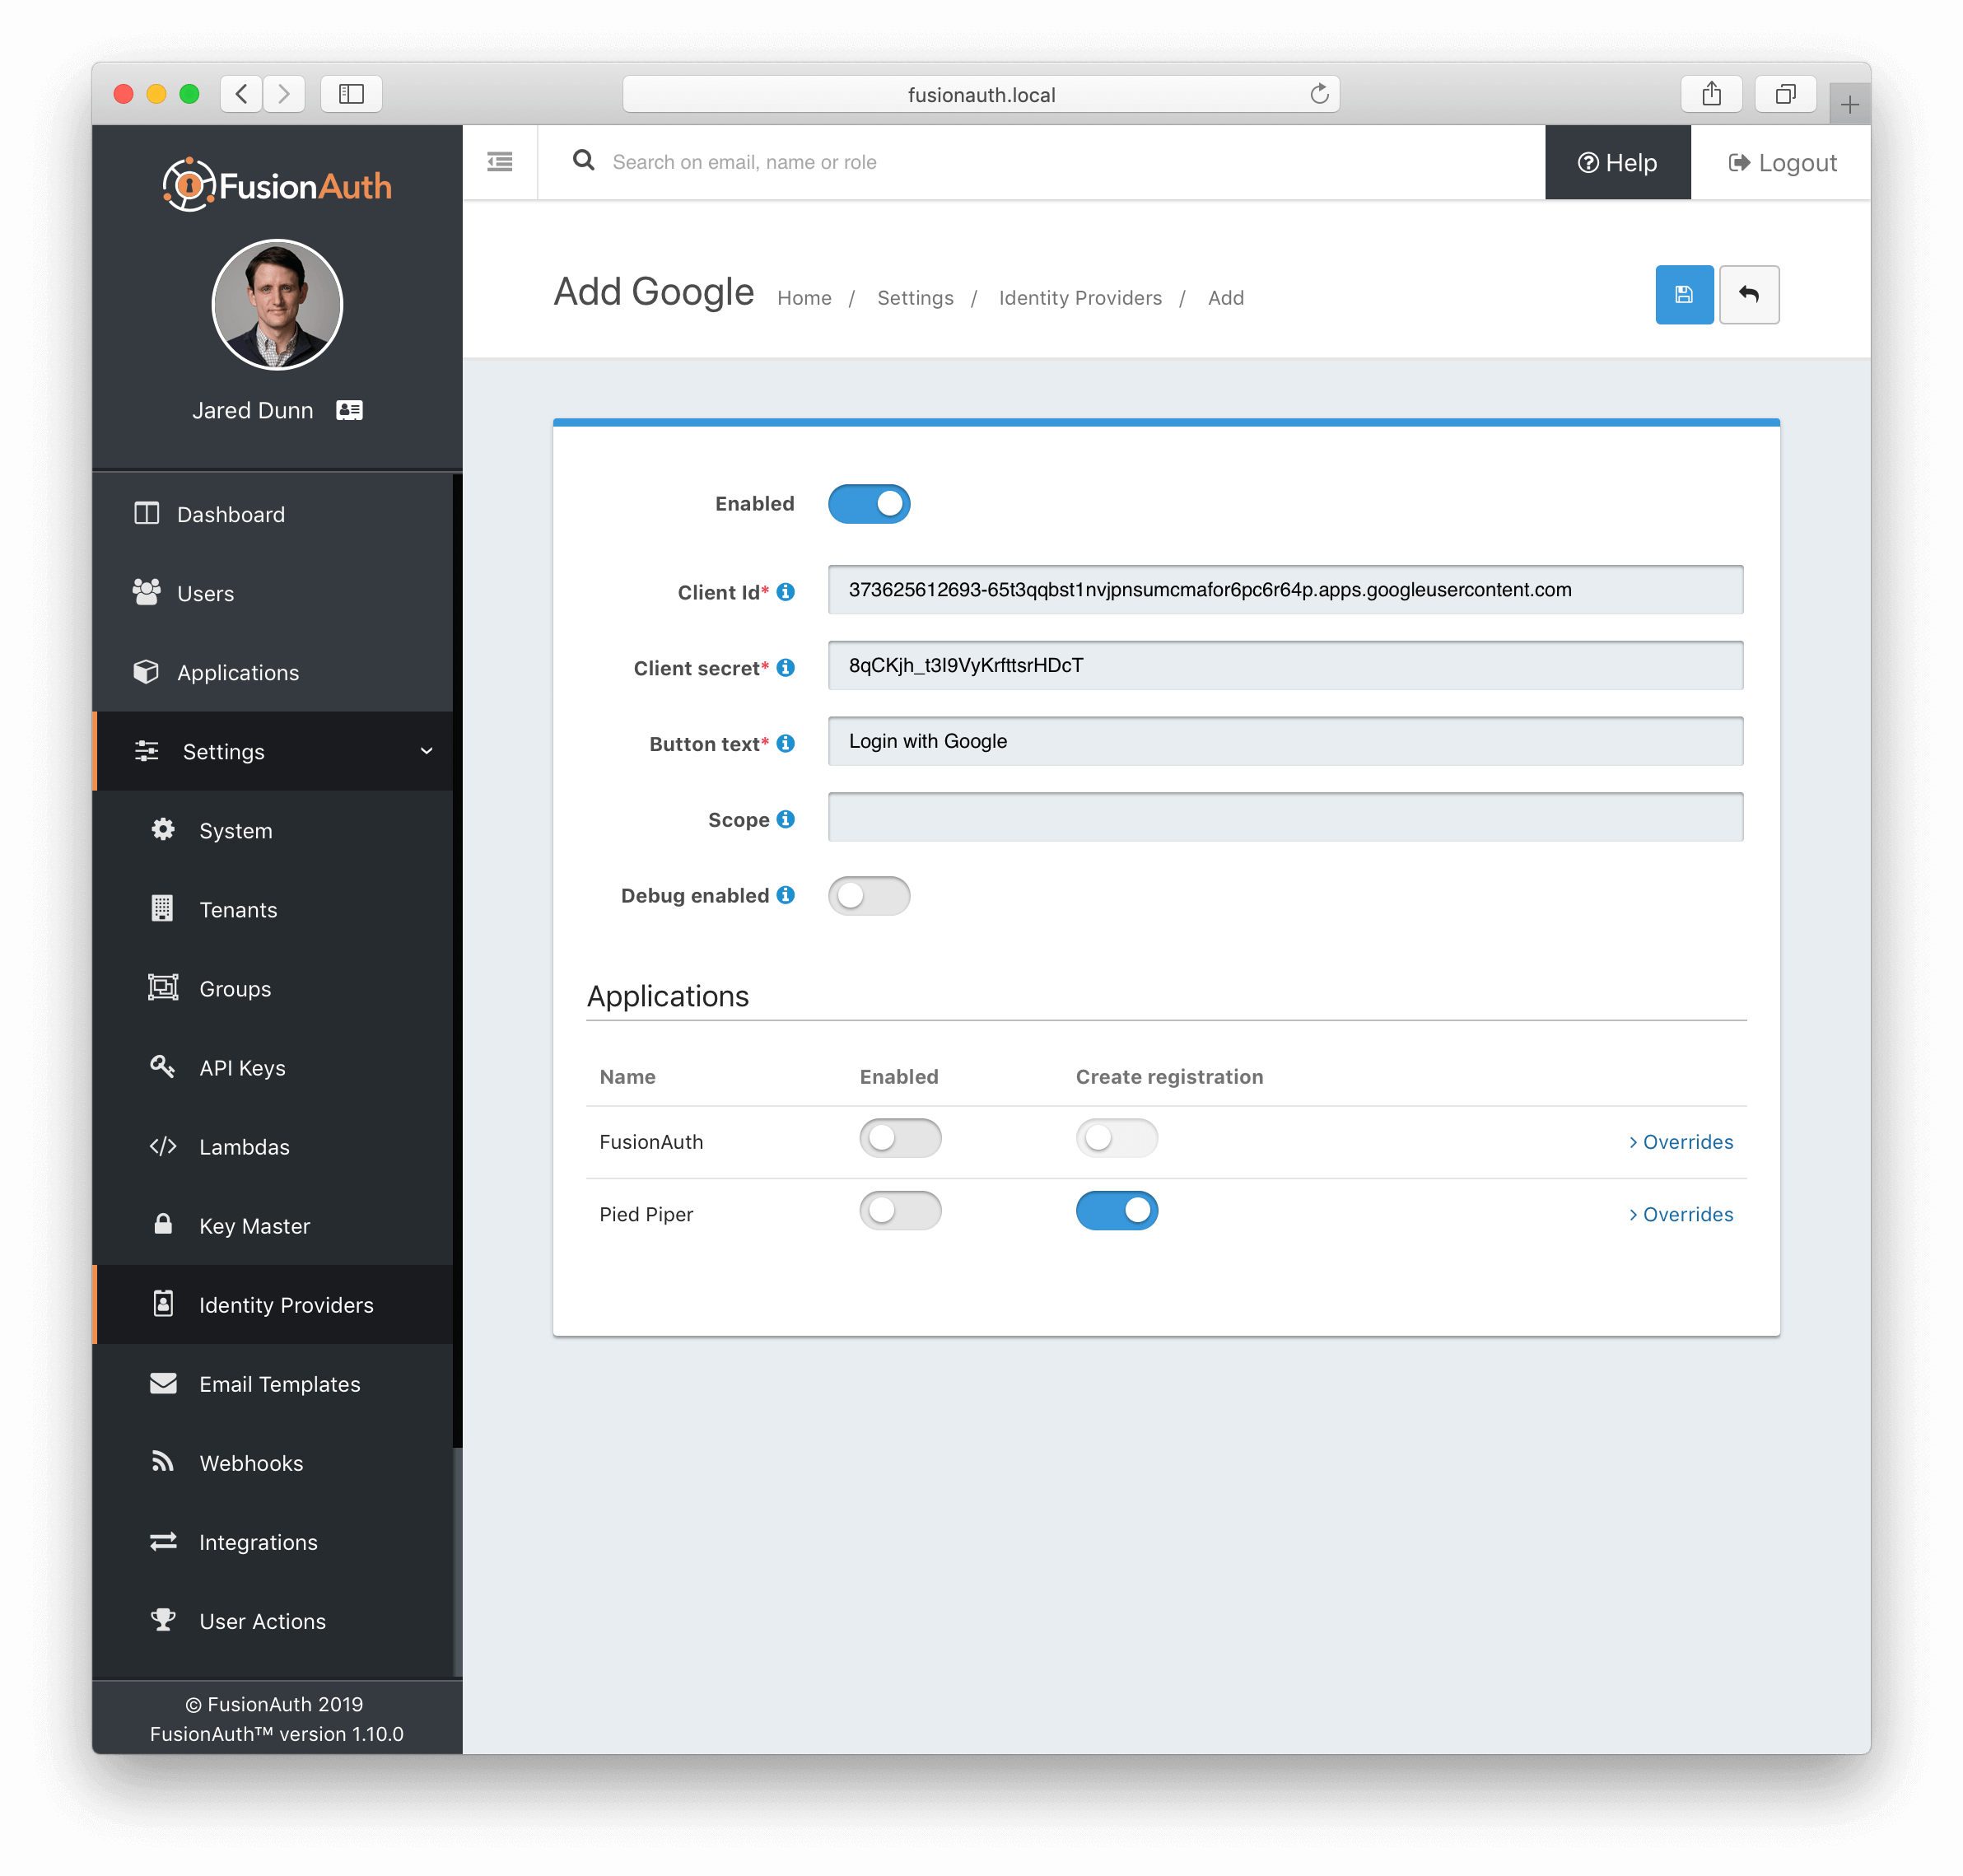 fusionauth.local
FusionAuth
Search on email, name or role
Help
Logout
Jared Dunn
Add Google Home / Settings / Identity Providers / Add
Dashboard
Users
Applications
Settings
System
Tenants
Groups
API Keys
Lambdas
Key Master
Identity Providers
Email Templates
Webhooks
Integrations
User Actions
© FusionAuth 2019
FusionAuth™ version 1.10.0
Enabled
Client Id* 373625612693-65t3qqbst1nvjpnsumcmafor6pc6r64p.apps.googleusercontent.com
Client secret* 8qCKjh_t3I9VyKrfttsrHDcT
Button text* Login with Google
Scope
Debug enabled
Applications
Name Enabled Create registration
FusionAuth Overrides
Pied Piper Overrides